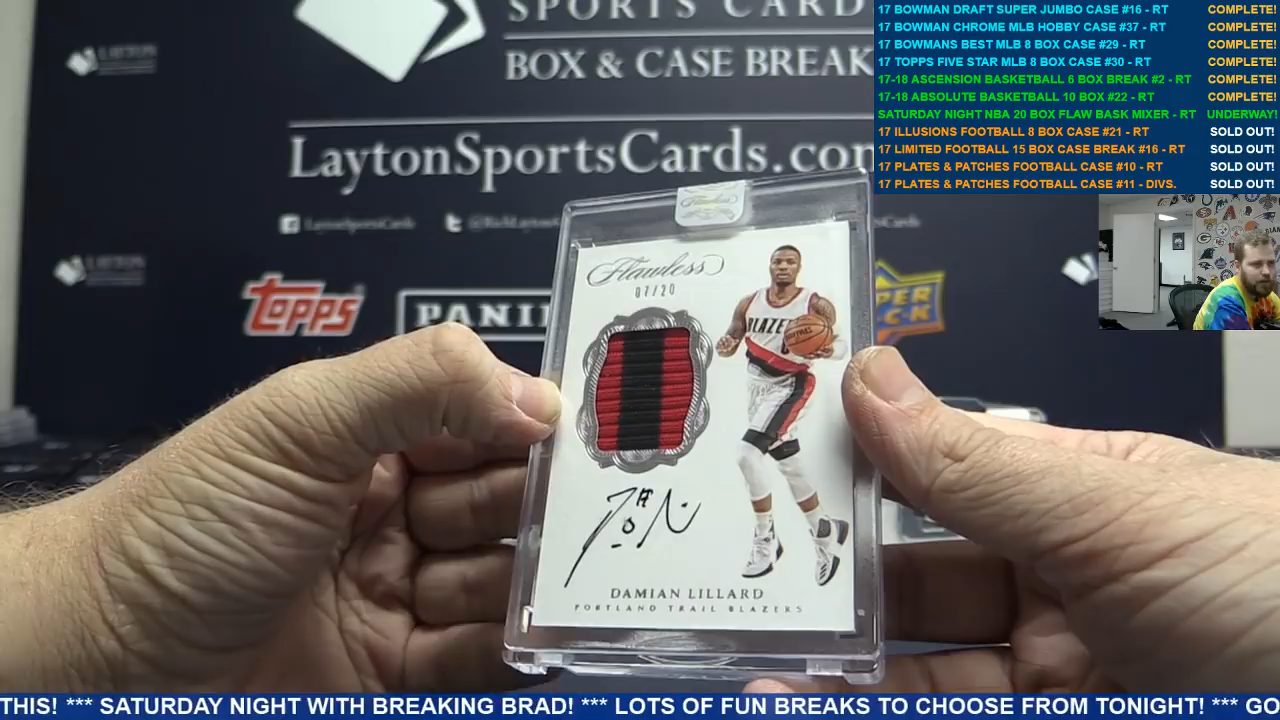 SPORTS CARD
BOX & CASE BREAK
LaytonSportsCards.com
LaytonSportsCards
LAYTON
LAYTON
TOPPS
PANINI
Flawless
07/20
BLAZE
DAMIAN LILLARD
PORTLAND TRAIL BLAZERS
17 BOWMAN DRAFT SUPER JUMBO CASE #16 - RT COMPLETE!
17 BOWMAN CHROME MLB HOBBY CASE #37 - RT COMPLETE!
17 BOWMANS BEST MLB 8 BOX CASE #29 - RT COMPLETE!
17 TOPPS FIVE STAR MLB 8 BOX CASE #30 - RT COMPLETE!
17-18 ASCENSION BASKETBALL 6 BOX BREAK #2 - RT COMPLETE!
17-18 ABSOLUTE BASKETBALL 10 BOX #22 - RT COMPLETE!
SATURDAY NIGHT NBA 20 BOX FLAW BASK MIXER - RT UNDERWAY!
17 ILLUSIONS FOOTBALL 8 BOX CASE #21 - RT SOLD OUT!
17 LIMITED FOOTBALL 15 BOX CASE BREAK #16 - RT SOLD OUT!
17 PLATES & PATCHES FOOTBALL CASE #10 - RT SOLD OUT!
17 PLATES & PATCHES FOOTBALL CASE #11 - DIVS. SOLD OUT!
THIS! *** SATURDAY NIGHT WITH BREAKING BRAD! *** LOTS OF FUN BREAKS TO CHOOSE FROM TONIGHT! *** GO